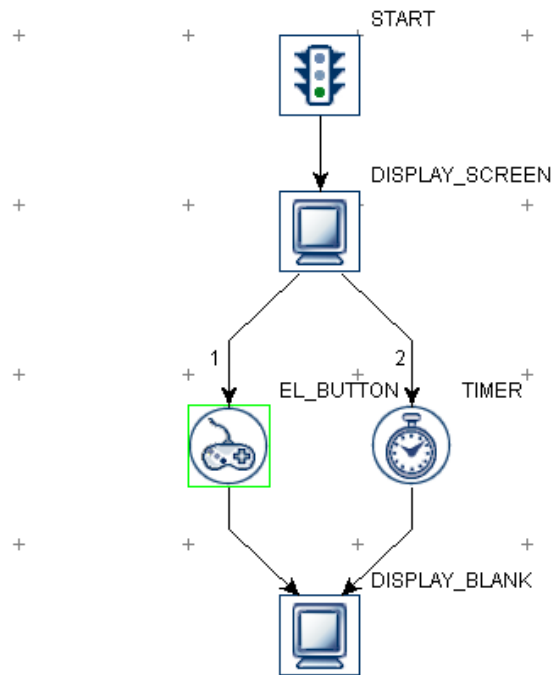 START
DISPLAY_SCREEN
1
2
EL_BUTTON
TIMER
DISPLAY_BLANK